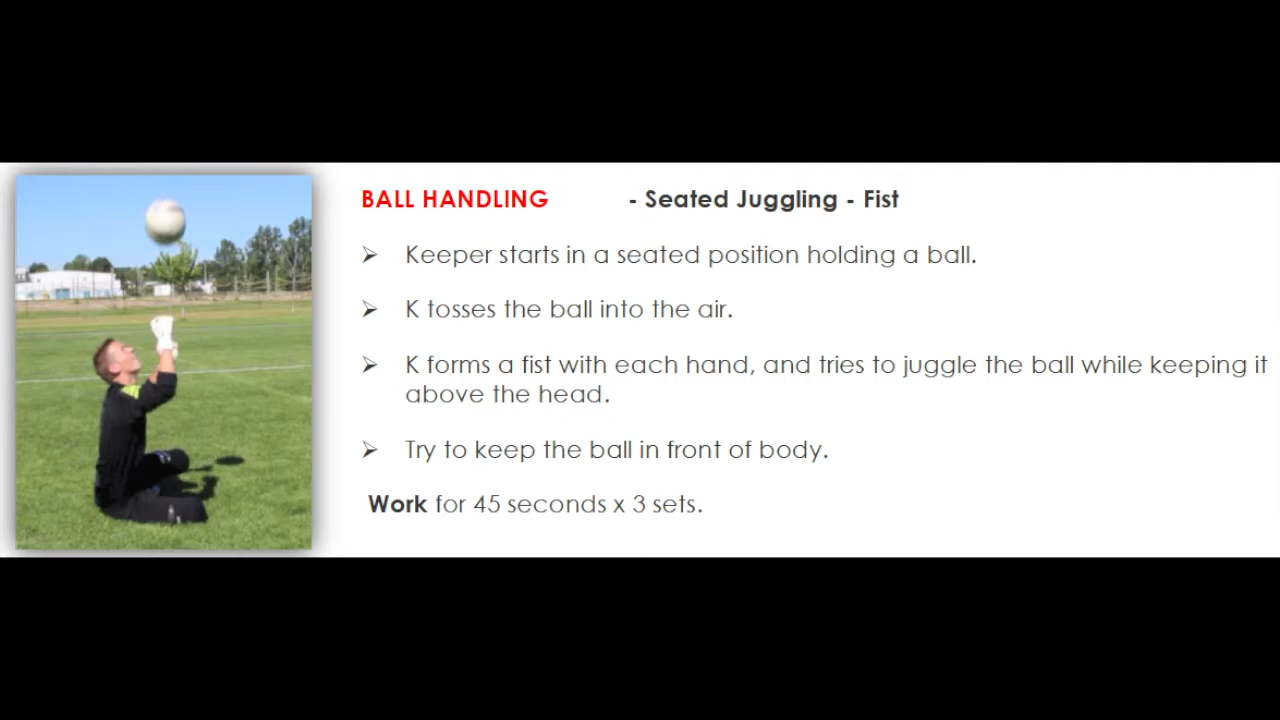 BALL HANDLING - Seated Juggling - Fist
➢ Keeper starts in a seated position holding a ball.
➢ K tosses the ball into the air.
➢ K forms a fist with each hand, and tries to juggle the ball while keeping it
above the head.
➢ Try to keep the ball in front of body.
Work for 45 seconds x 3 sets.